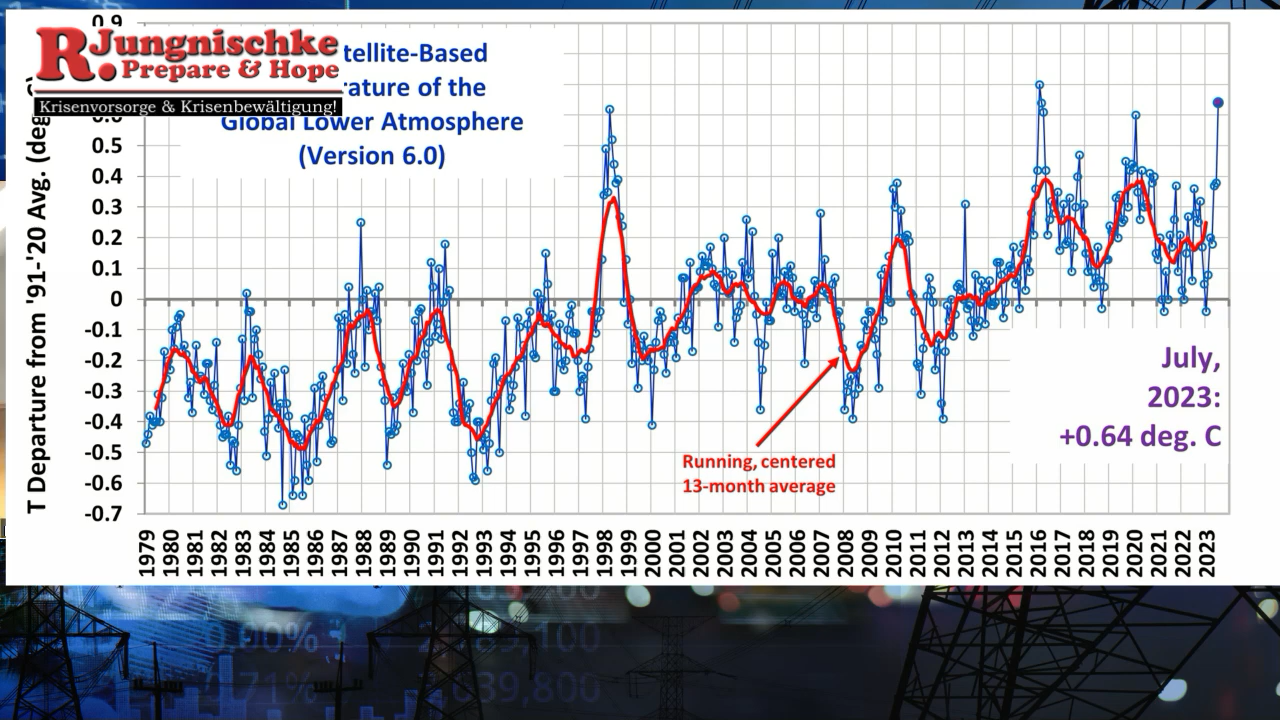 0.9
R. Jungnischke
Prepare & Hope
Krisenvorsorge & Krisenbewältigung!
tellite-Based
rature of the
Global Lower Atmosphere
(Version 6.0)
T Departure from '91-'20 Avg. (deg
0.6
0.5
0.4
0.3
0.2
0.1
0
-0.1
-0.2
-0.3
-0.4
-0.5
-0.6
-0.7
July,
2023:
+0.64 deg. C
Running, centered
13-month average
1979 1980 1981 1982 1983 1984 1985 1986 1987 1988 1989 1990 1991 1992 1993 1994 1995 1996 1997 1998 1999 2000 2001 2002 2003 2004 2005 2006 2007 2008 2009 2010 2011 2012 2013 2014 2015 2016 2017 2018 2019 2020 2021 2022 2023
0.00%
39,800